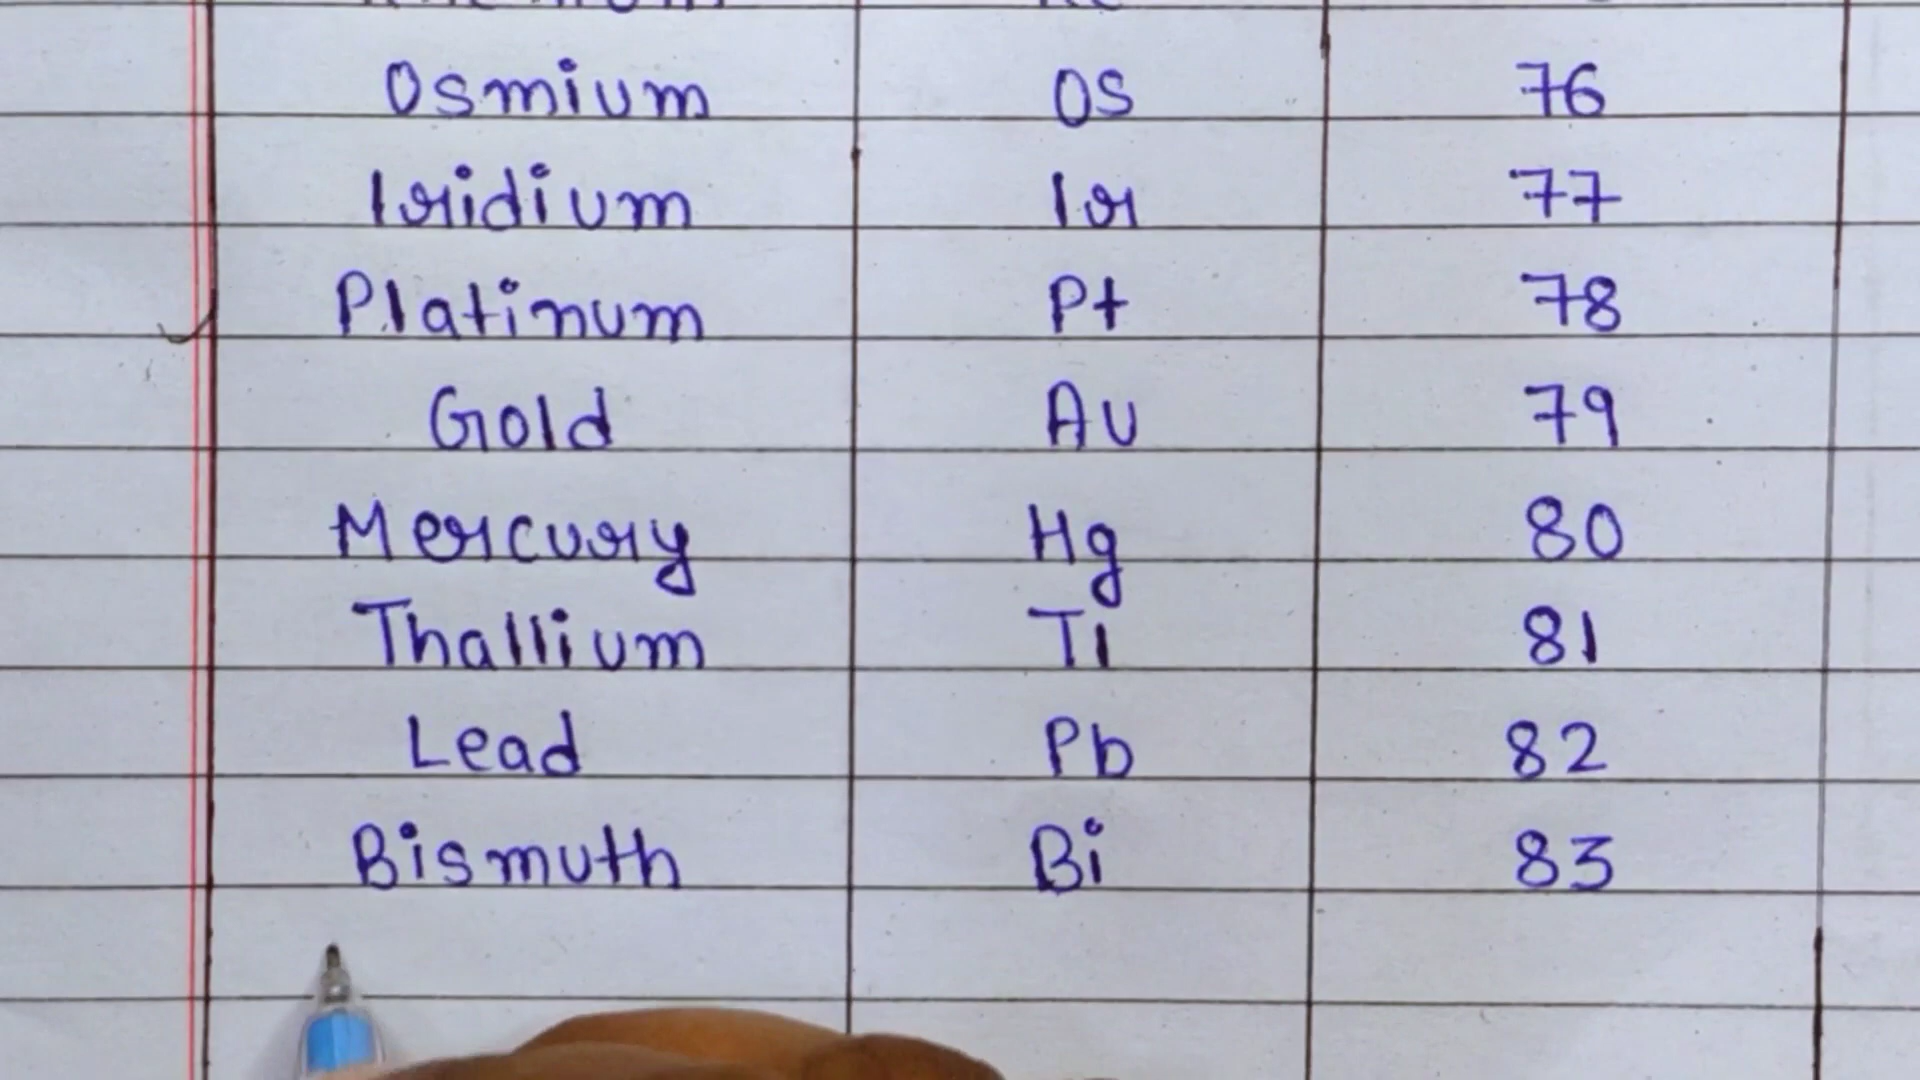 Osmium Os 76
Iridium Ir 77
Platinum Pt 78
Gold Au 79
Mercury Hg 80
Thallium Tl 81
Lead Pb 82
Bismuth Bi 83